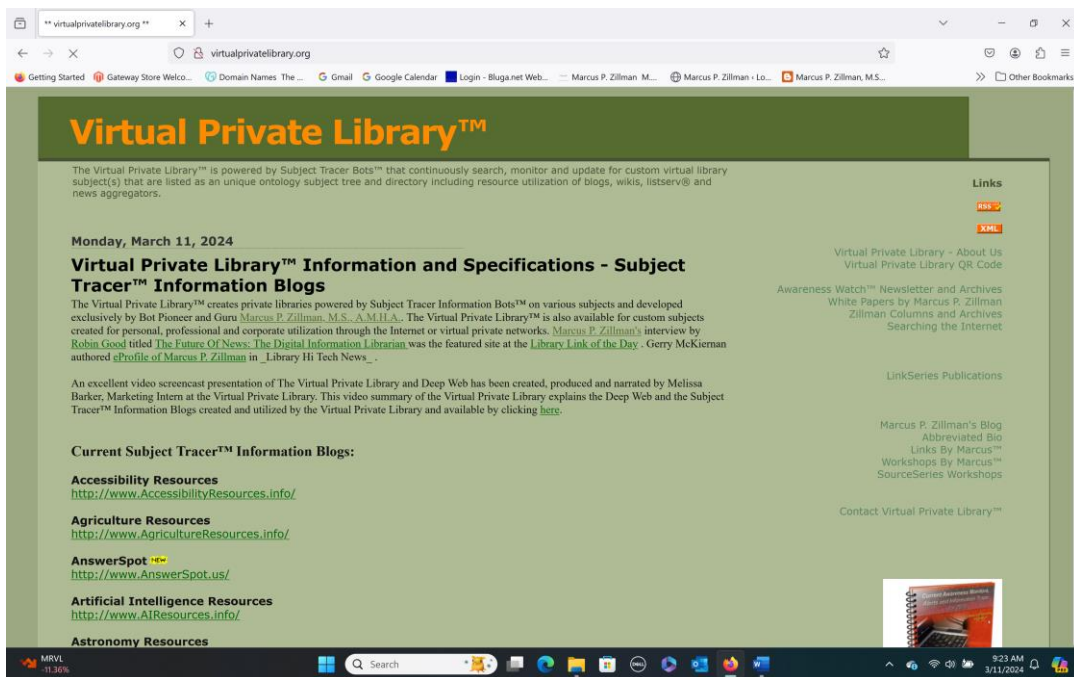 ** virtualprivatelibrary.org **
virtualprivatelibrary.org
Getting Started
Gateway Store Welco...
Domain Names The ...
Gmail
Google Calendar
Login - Bluga.net Web...
Marcus P. Zillman M...
Marcus P. Zillman › Lo...
Marcus P. Zillman, M.S...
Other Bookmarks
Virtual Private Library™
The Virtual Private Library™ is powered by Subject Tracer Bots™ that continuously search, monitor and update for custom virtual library
subject(s) that are listed as an unique ontology subject tree and directory including resource utilization of blogs, wikis, listserv® and
news aggregators.
Monday, March 11, 2024
Virtual Private Library™ Information and Specifications - Subject
Tracer™ Information Blogs
The Virtual Private Library™ creates private libraries powered by Subject Tracer Information Bots™ on various subjects and developed
exclusively by Bot Pioneer and Guru Marcus P. Zillman, M.S., A.M.H.A.. The Virtual Private Library™ is also available for custom subjects
created for personal, professional and corporate utilization through the Internet or virtual private networks. Marcus P. Zillman's interview by
Robin Good titled The Future Of News: The Digital Information Librarian was the featured site at the Library Link of the Day . Gerry McKiernan
authored eProfile of Marcus P. Zillman in _Library Hi Tech News_ .
An excellent video screencast presentation of The Virtual Private Library and Deep Web has been created, produced and narrated by Melissa
Barker, Marketing Intern at the Virtual Private Library. This video summary of the Virtual Private Library explains the Deep Web and the Subject
Tracer™ Information Blogs created and utilized by the Virtual Private Library and available by clicking here.
Current Subject Tracer™ Information Blogs:
Accessibility Resources
http://www.AccessibilityResources.info/
Agriculture Resources
http://www.AgricultureResources.info/
AnswerSpot NEW
http://www.AnswerSpot.us/
Artificial Intelligence Resources
http://www.AIResources.info/
Astronomy Resources
Links
RSS
XML
Virtual Private Library - About Us
Virtual Private Library QR Code
Awareness Watch™ Newsletter and Archives
White Papers by Marcus P. Zillman
Zillman Columns and Archives
Searching the Internet
LinkSeries Publications
Marcus P. Zillman's Blog
Abbreviated Bio
Links By Marcus™
Workshops By Marcus™
SourceSeries Workshops
Contact Virtual Private Library™
MRVL
-11.36%
Search
9:23 AM
3/11/2024